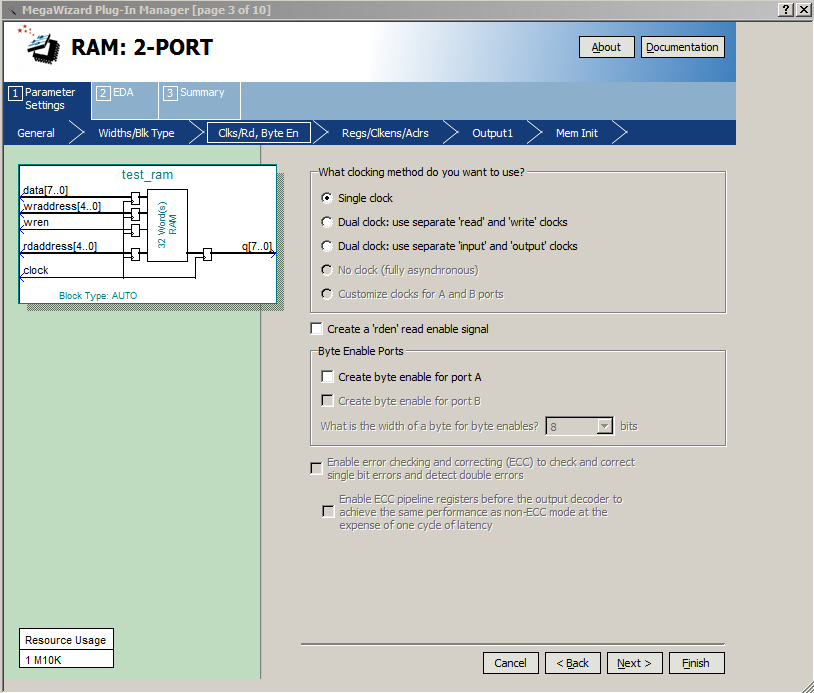 MegaWizard Plug-In Manager [page 3 of 10]
RAM: 2-PORT
About
Documentation
1 Parameter Settings
2 EDA
3 Summary
General
Widths/Blk Type
Clks/Rd, Byte En
Regs/Clkens/Aclrs
Output1
Mem Init
test_ram
data[7..0]
wraddress[4..0]
wren
rdaddress[4..0]
clock
32 Word(s)
RAM
q[7..0]
Block Type: AUTO
What clocking method do you want to use?
Single clock
Dual clock: use separate 'read' and 'write' clocks
Dual clock: use separate 'input' and 'output' clocks
No clock (fully asynchronous)
Customize clocks for A and B ports
Create a 'rden' read enable signal
Byte Enable Ports
Create byte enable for port A
Create byte enable for port B
What is the width of a byte for byte enables? 8 bits
Enable error checking and correcting (ECC) to check and correct
single bit errors and detect double errors
Enable ECC pipeline registers before the output decoder to
achieve the same performance as non-ECC mode at the
expense of one cycle of latency
Resource Usage
1 M10K
Cancel
< Back
Next >
Finish